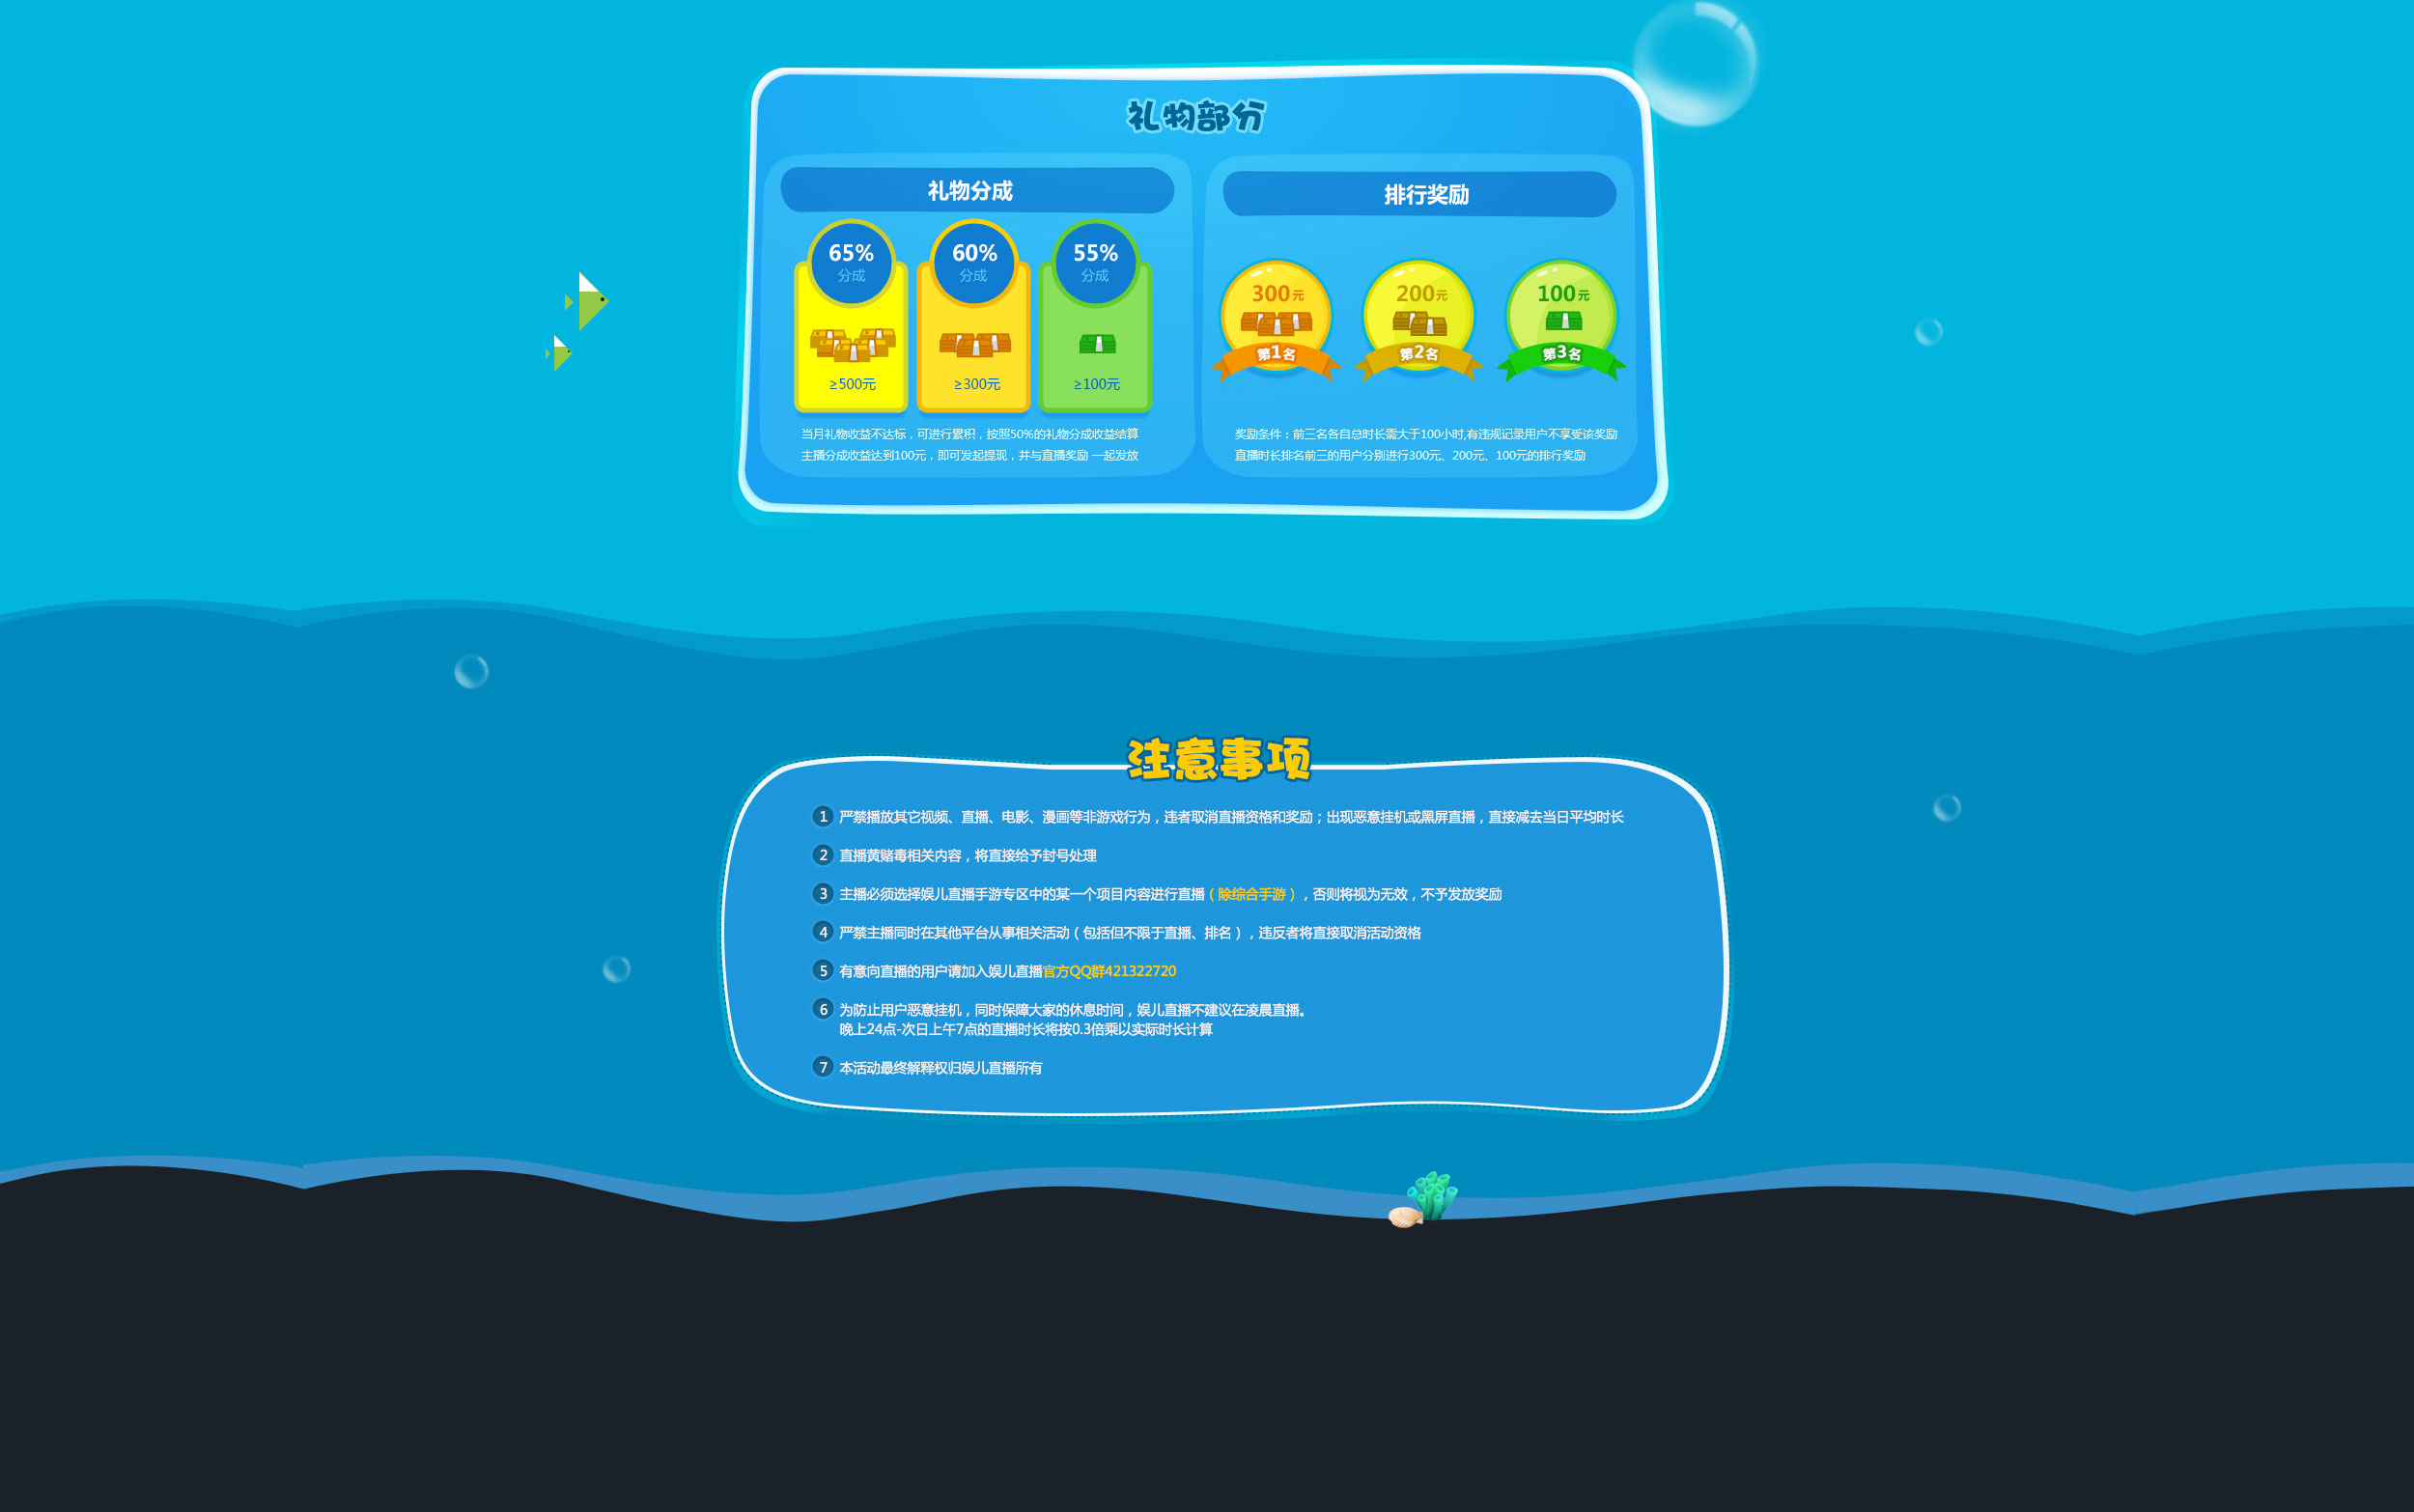 礼物部分
礼物分成
65%
分成
≥500元
60%
分成
≥300元
55%
分成
≥100元
当月礼物收益不达标，可进行累积，按照50%的礼物分成收益结算
主播分成收益达到100元，即可发起提现，并与直播奖励 一起发放
排行奖励
300元
第1名
200元
第2名
100元
第3名
奖励条件：前三名各自总时长需大于100小时,有违规记录用户不享受该奖励
直播时长排名前三的用户分别进行300元、200元、100元的排行奖励
注意事项
1 严禁播放其它视频、直播、电影、漫画等非游戏行为，违者取消直播资格和奖励；出现恶意挂机或黑屏直播，直接减去当日平均时长
2 直播黄赌毒相关内容，将直接给予封号处理
3 主播必须选择娱儿直播手游专区中的某一个项目内容进行直播（除综合手游），否则将视为无效，不予发放奖励
4 严禁主播同时在其他平台从事相关活动（包括但不限于直播、排名），违反者将直接取消活动资格
5 有意向直播的用户请加入娱儿直播官方QQ群421322720
6 为防止用户恶意挂机，同时保障大家的休息时间，娱儿直播不建议在凌晨直播。
晚上24点-次日上午7点的直播时长将按0.3倍乘以实际时长计算
7 本活动最终解释权归娱儿直播所有